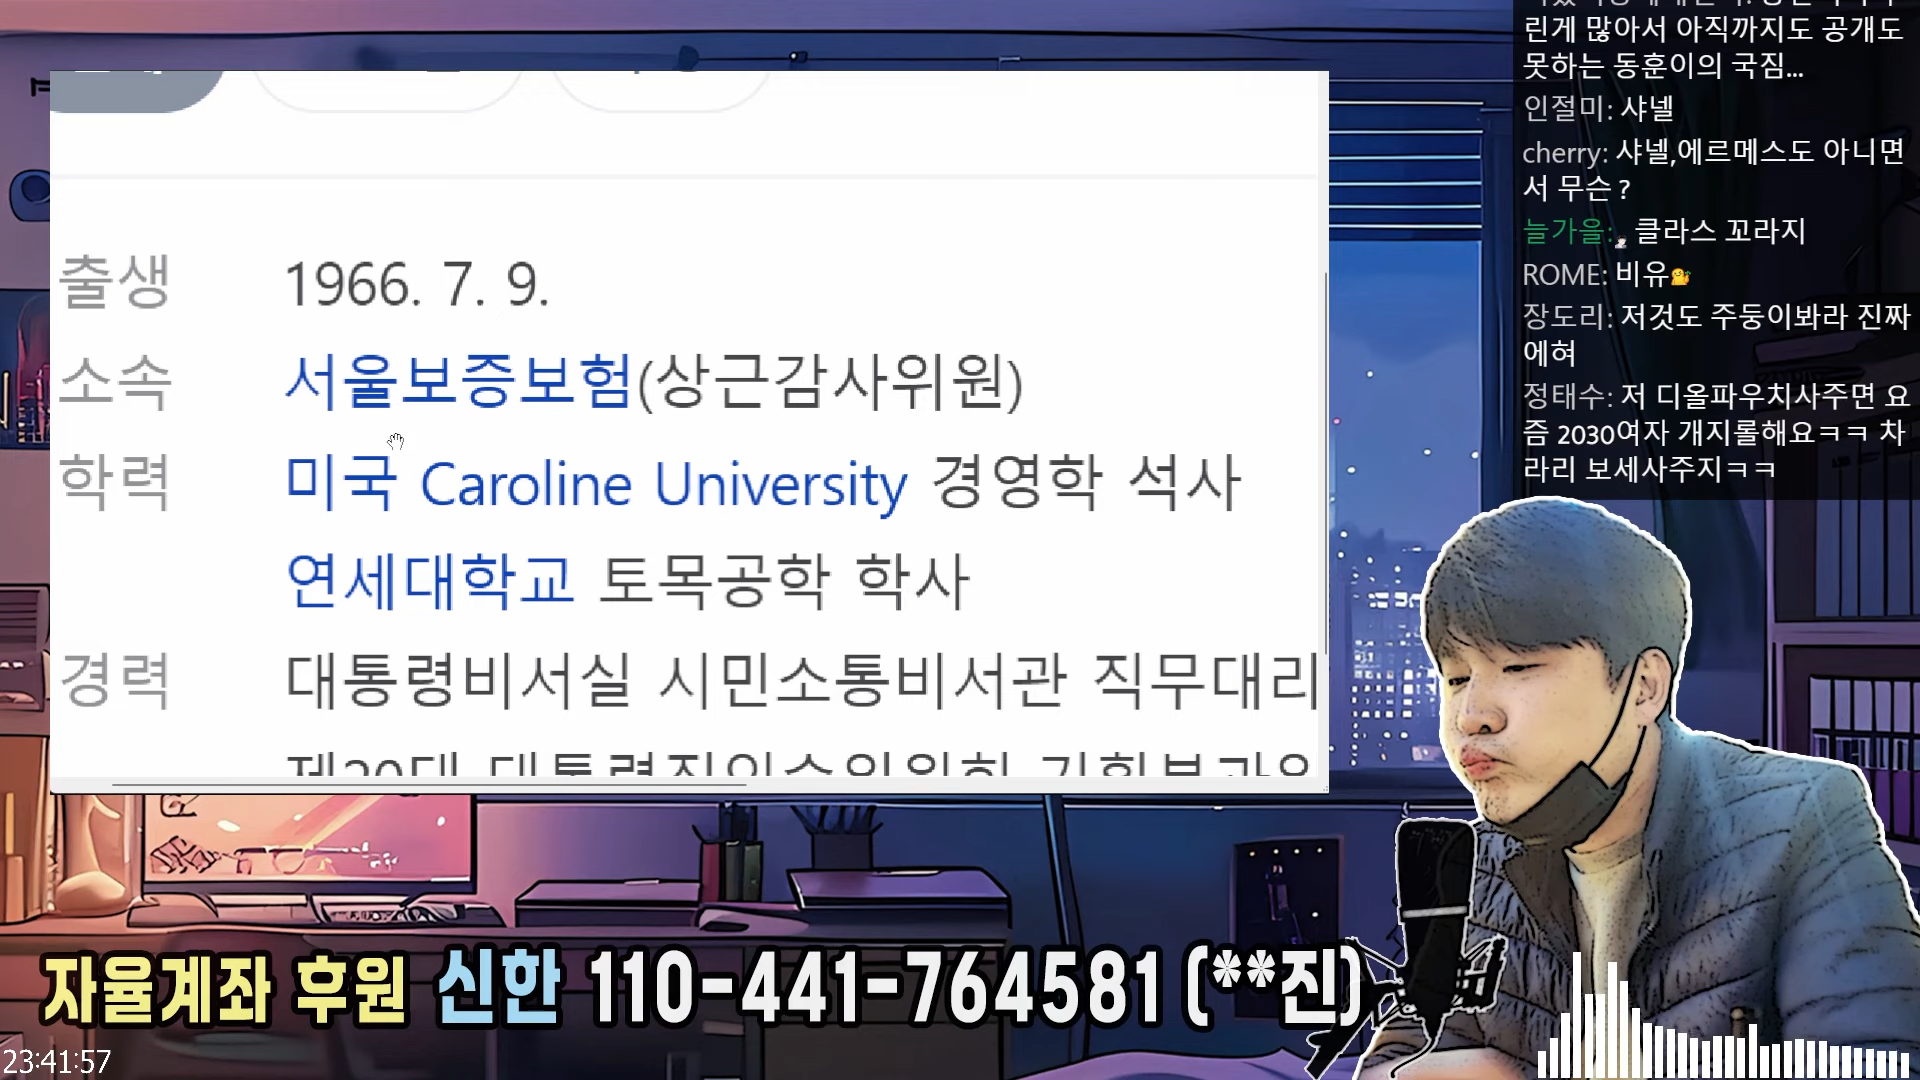 출생 1966. 7. 9.
소속 서울보증보험(상근감사위원)
학력 미국 Caroline University 경영학 석사
연세대학교 토목공학 학사
경력 대통령비서실 시민소통비서관 직무대리
린게 많아서 아직까지도 공개도
못하는 동훈이의 국짐...
인절미: 샤넬
cherry: 샤넬,에르메스도 아니면
서 무슨 ?
늘가을: 클라스 꼬라지
ROME: 비유
장도리: 저것도 주둥이봐라 진짜
에혀
정태수: 저 디올파우치사주면 요
즘 2030여자 개지롤해요ㅋㅋ 차
라리 보세사주지ㅋㅋ
자율계좌 후원 신한 110-441-764581 (**진)
23:41:57